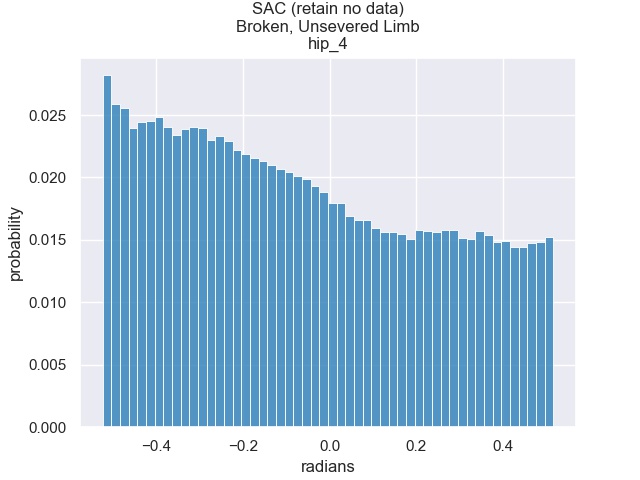 SAC (retain no data)
Broken, Unsevered Limb
hip_4
0.025
0.020
0.015
0.010
0.005
0.000
probability
−0.4 −0.2 0.0 0.2 0.4
radians